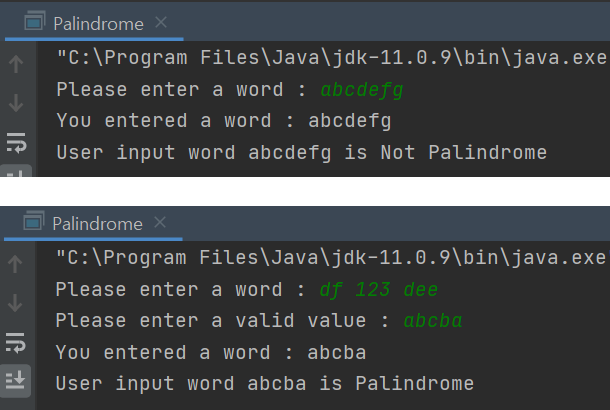 Palindrome
"C:\Program Files\Java\jdk-11.0.9\bin\java.exe
Please enter a word : abcdefg
You entered a word : abcdefg
User input word abcdefg is Not Palindrome
Palindrome
"C:\Program Files\Java\jdk-11.0.9\bin\java.exe
Please enter a word : df 123 dee
Please enter a valid value : abcba
You entered a word : abcba
User input word abcba is Palindrome